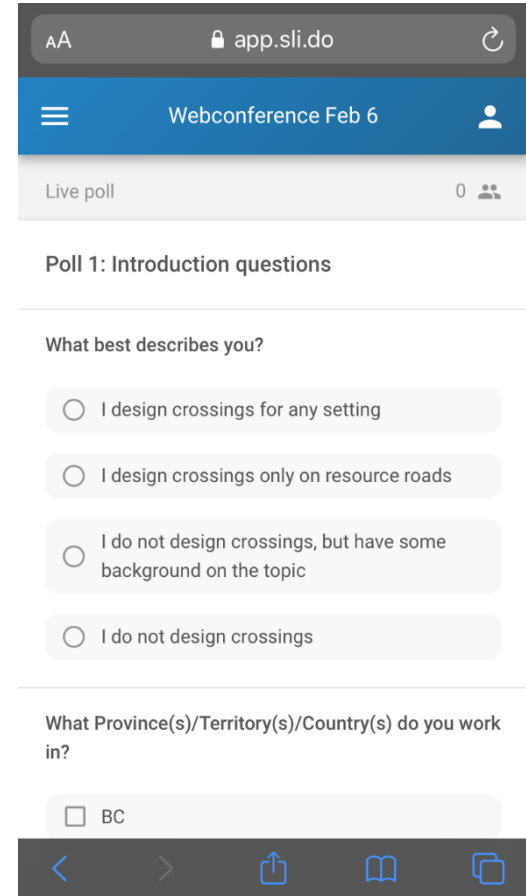 AA app.sli.do
Webconference Feb 6
Live poll 0
Poll 1: Introduction questions
What best describes you?
I design crossings for any setting
I design crossings only on resource roads
I do not design crossings, but have some
background on the topic
I do not design crossings
What Province(s)/Territory(s)/Country(s) do you work
in?
BC